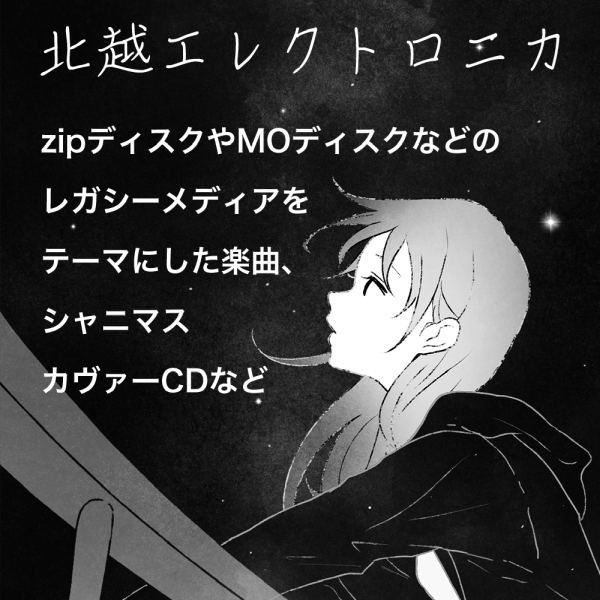 北越エレクトロニカ
zipディスクやMOディスクなどの
レガシーメディアを
テーマにした楽曲、
シャニマス
カヴァーCDなど